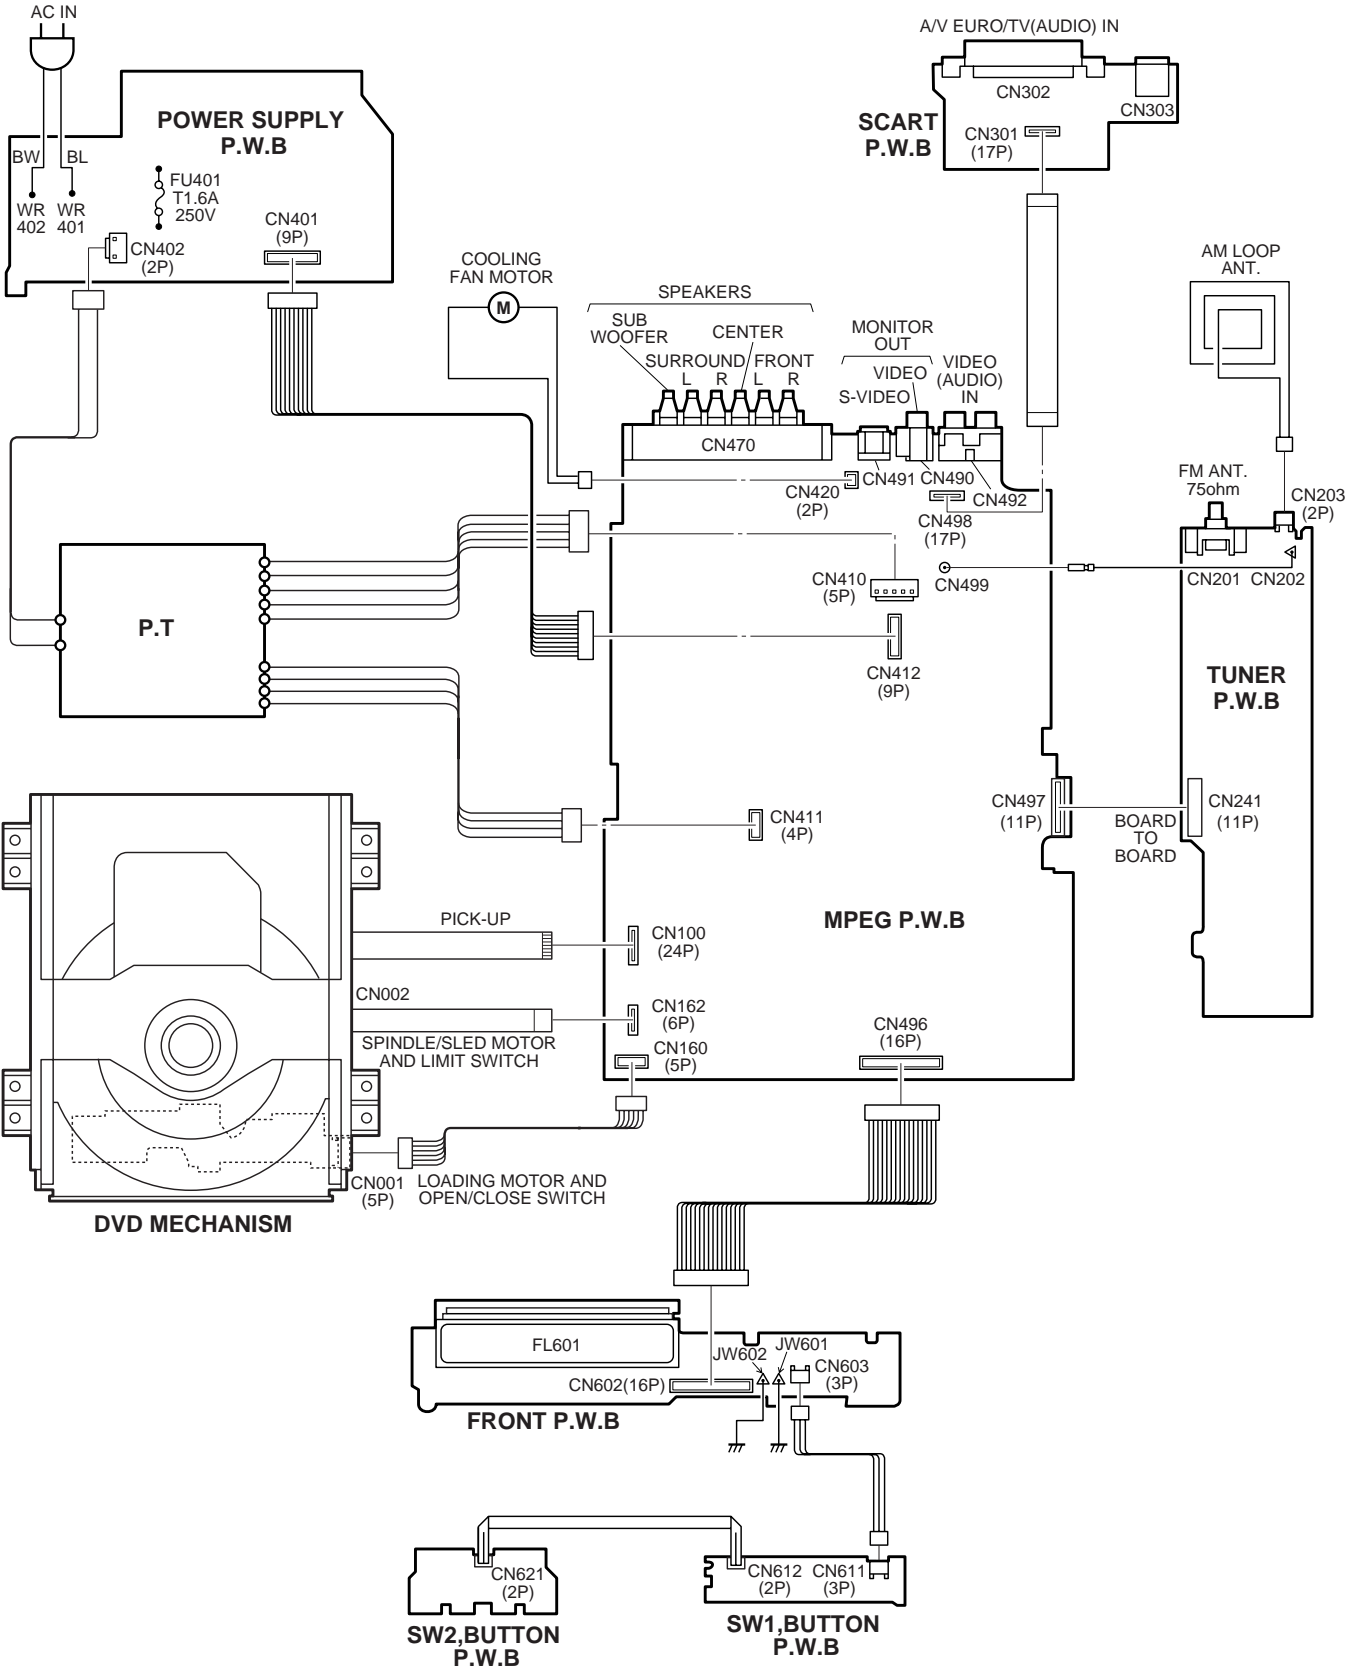 AC IN
POWER SUPPLY
P.W.B
BW
BL
WR
402
WR
401
FU401
T1.6A
250V
CN402
(2P)
CN401
(9P)
A/V EURO/TV(AUDIO) IN
CN302
CN303
SCART
P.W.B
CN301
(17P)
COOLING
FAN MOTOR
M
SPEAKERS
SUB
WOOFER
CENTER
SURROUND
L R
FRONT
L R
MONITOR
OUT
VIDEO
S-VIDEO
VIDEO
(AUDIO)
IN
AM LOOP
ANT.
CN470
CN491
CN490
CN492
CN420
(2P)
CN498
(17P)
FM ANT.
75ohm
CN203
(2P)
CN410
(5P)
CN499
CN201
CN202
P.T
CN412
(9P)
TUNER
P.W.B
CN411
(4P)
CN497
(11P)
BOARD
TO
BOARD
CN241
(11P)
MPEG P.W.B
PICK-UP
CN100
(24P)
CN002
CN162
(6P)
SPINDLE/SLED MOTOR
AND LIMIT SWITCH
CN160
(5P)
CN496
(16P)
CN001
(5P)
LOADING MOTOR AND
OPEN/CLOSE SWITCH
DVD MECHANISM
FL601
JW602
JW601
CN603
(3P)
CN602(16P)
FRONT P.W.B
CN621
(2P)
CN612
(2P)
CN611
(3P)
SW2,BUTTON
P.W.B
SW1,BUTTON
P.W.B